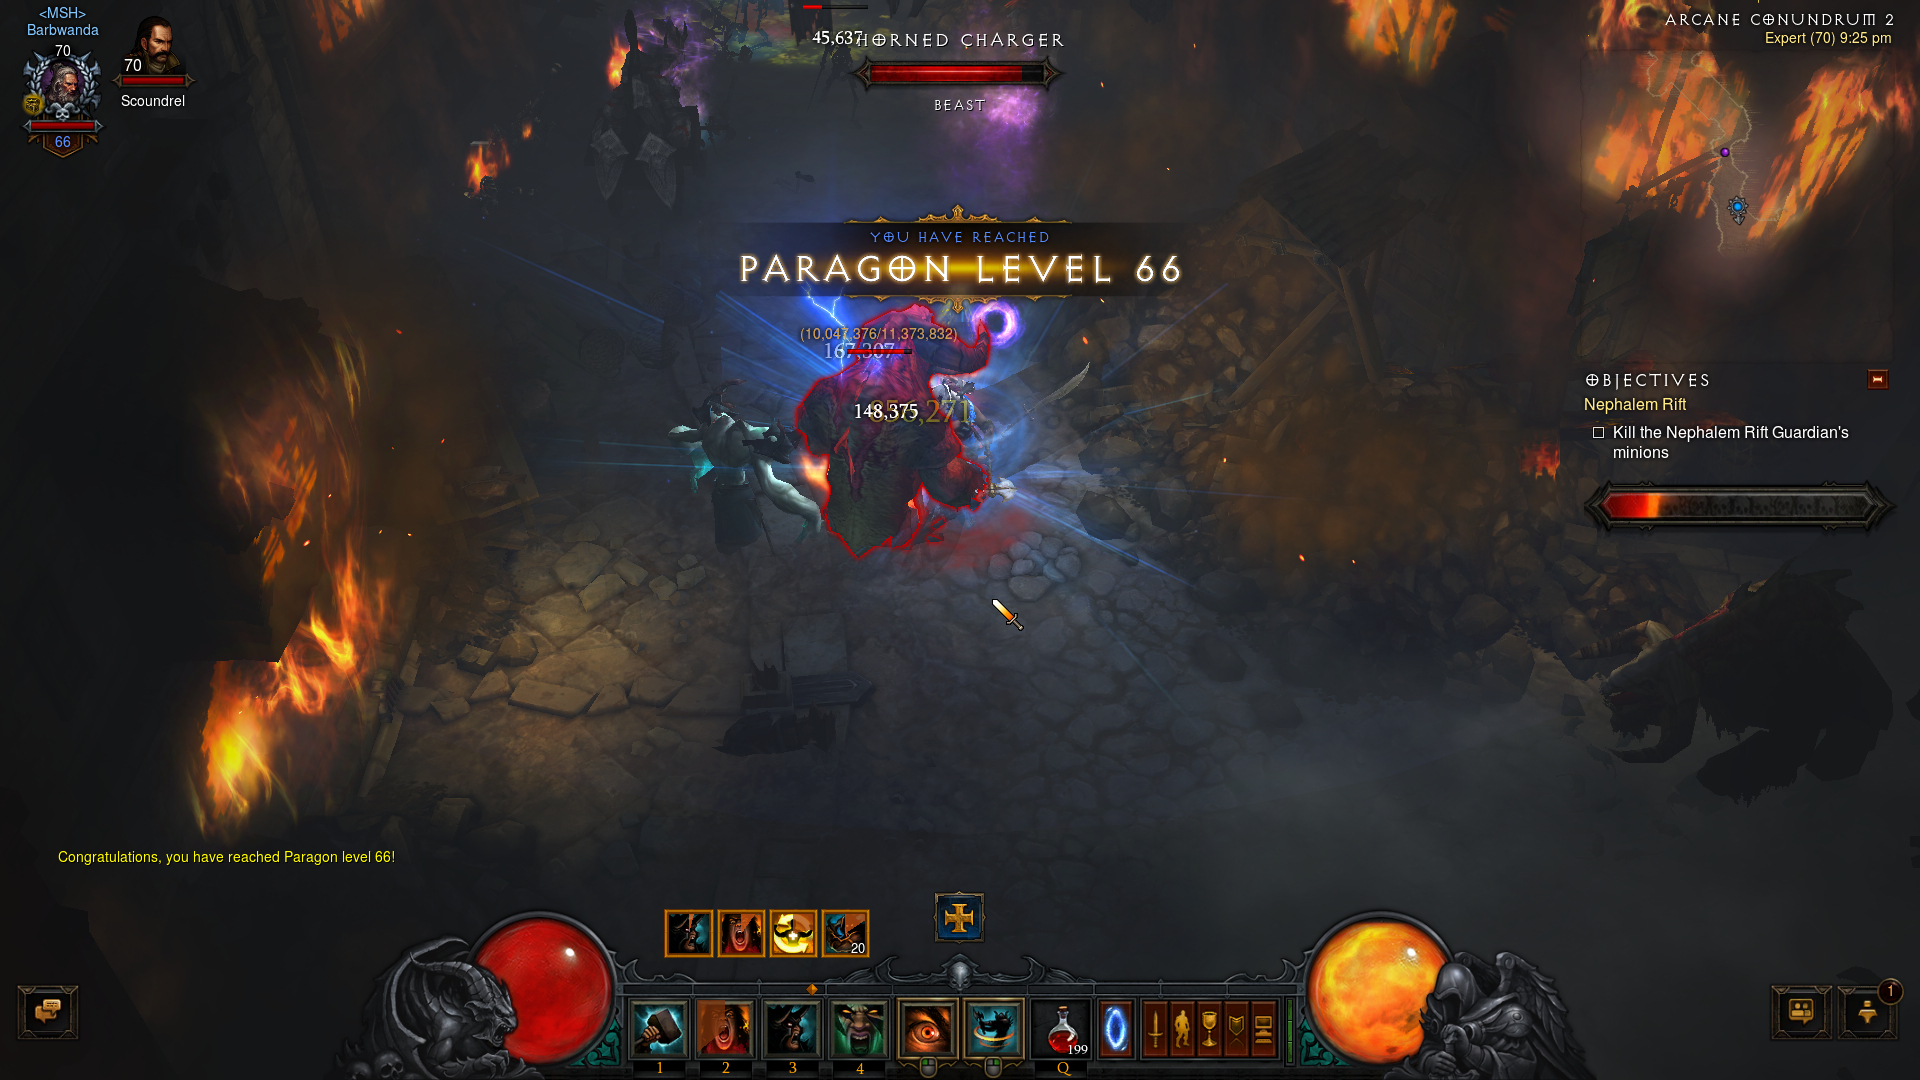 <MSH>
Barbwanda
70
66
70
Scoundrel
45,637
HORNED CHARGER
BEAST
ARCANE CONUNDRUM 2
Expert (70) 9:25 pm
YOU HAVE REACHED
PARAGON LEVEL 66
(10,047,376/11,373,832)
148,375
OBJECTIVES
Nephalem Rift
Kill the Nephalem Rift Guardian's
minions
Congratulations, you have reached Paragon level 66!
20
199
1
1 2 3 4 Q